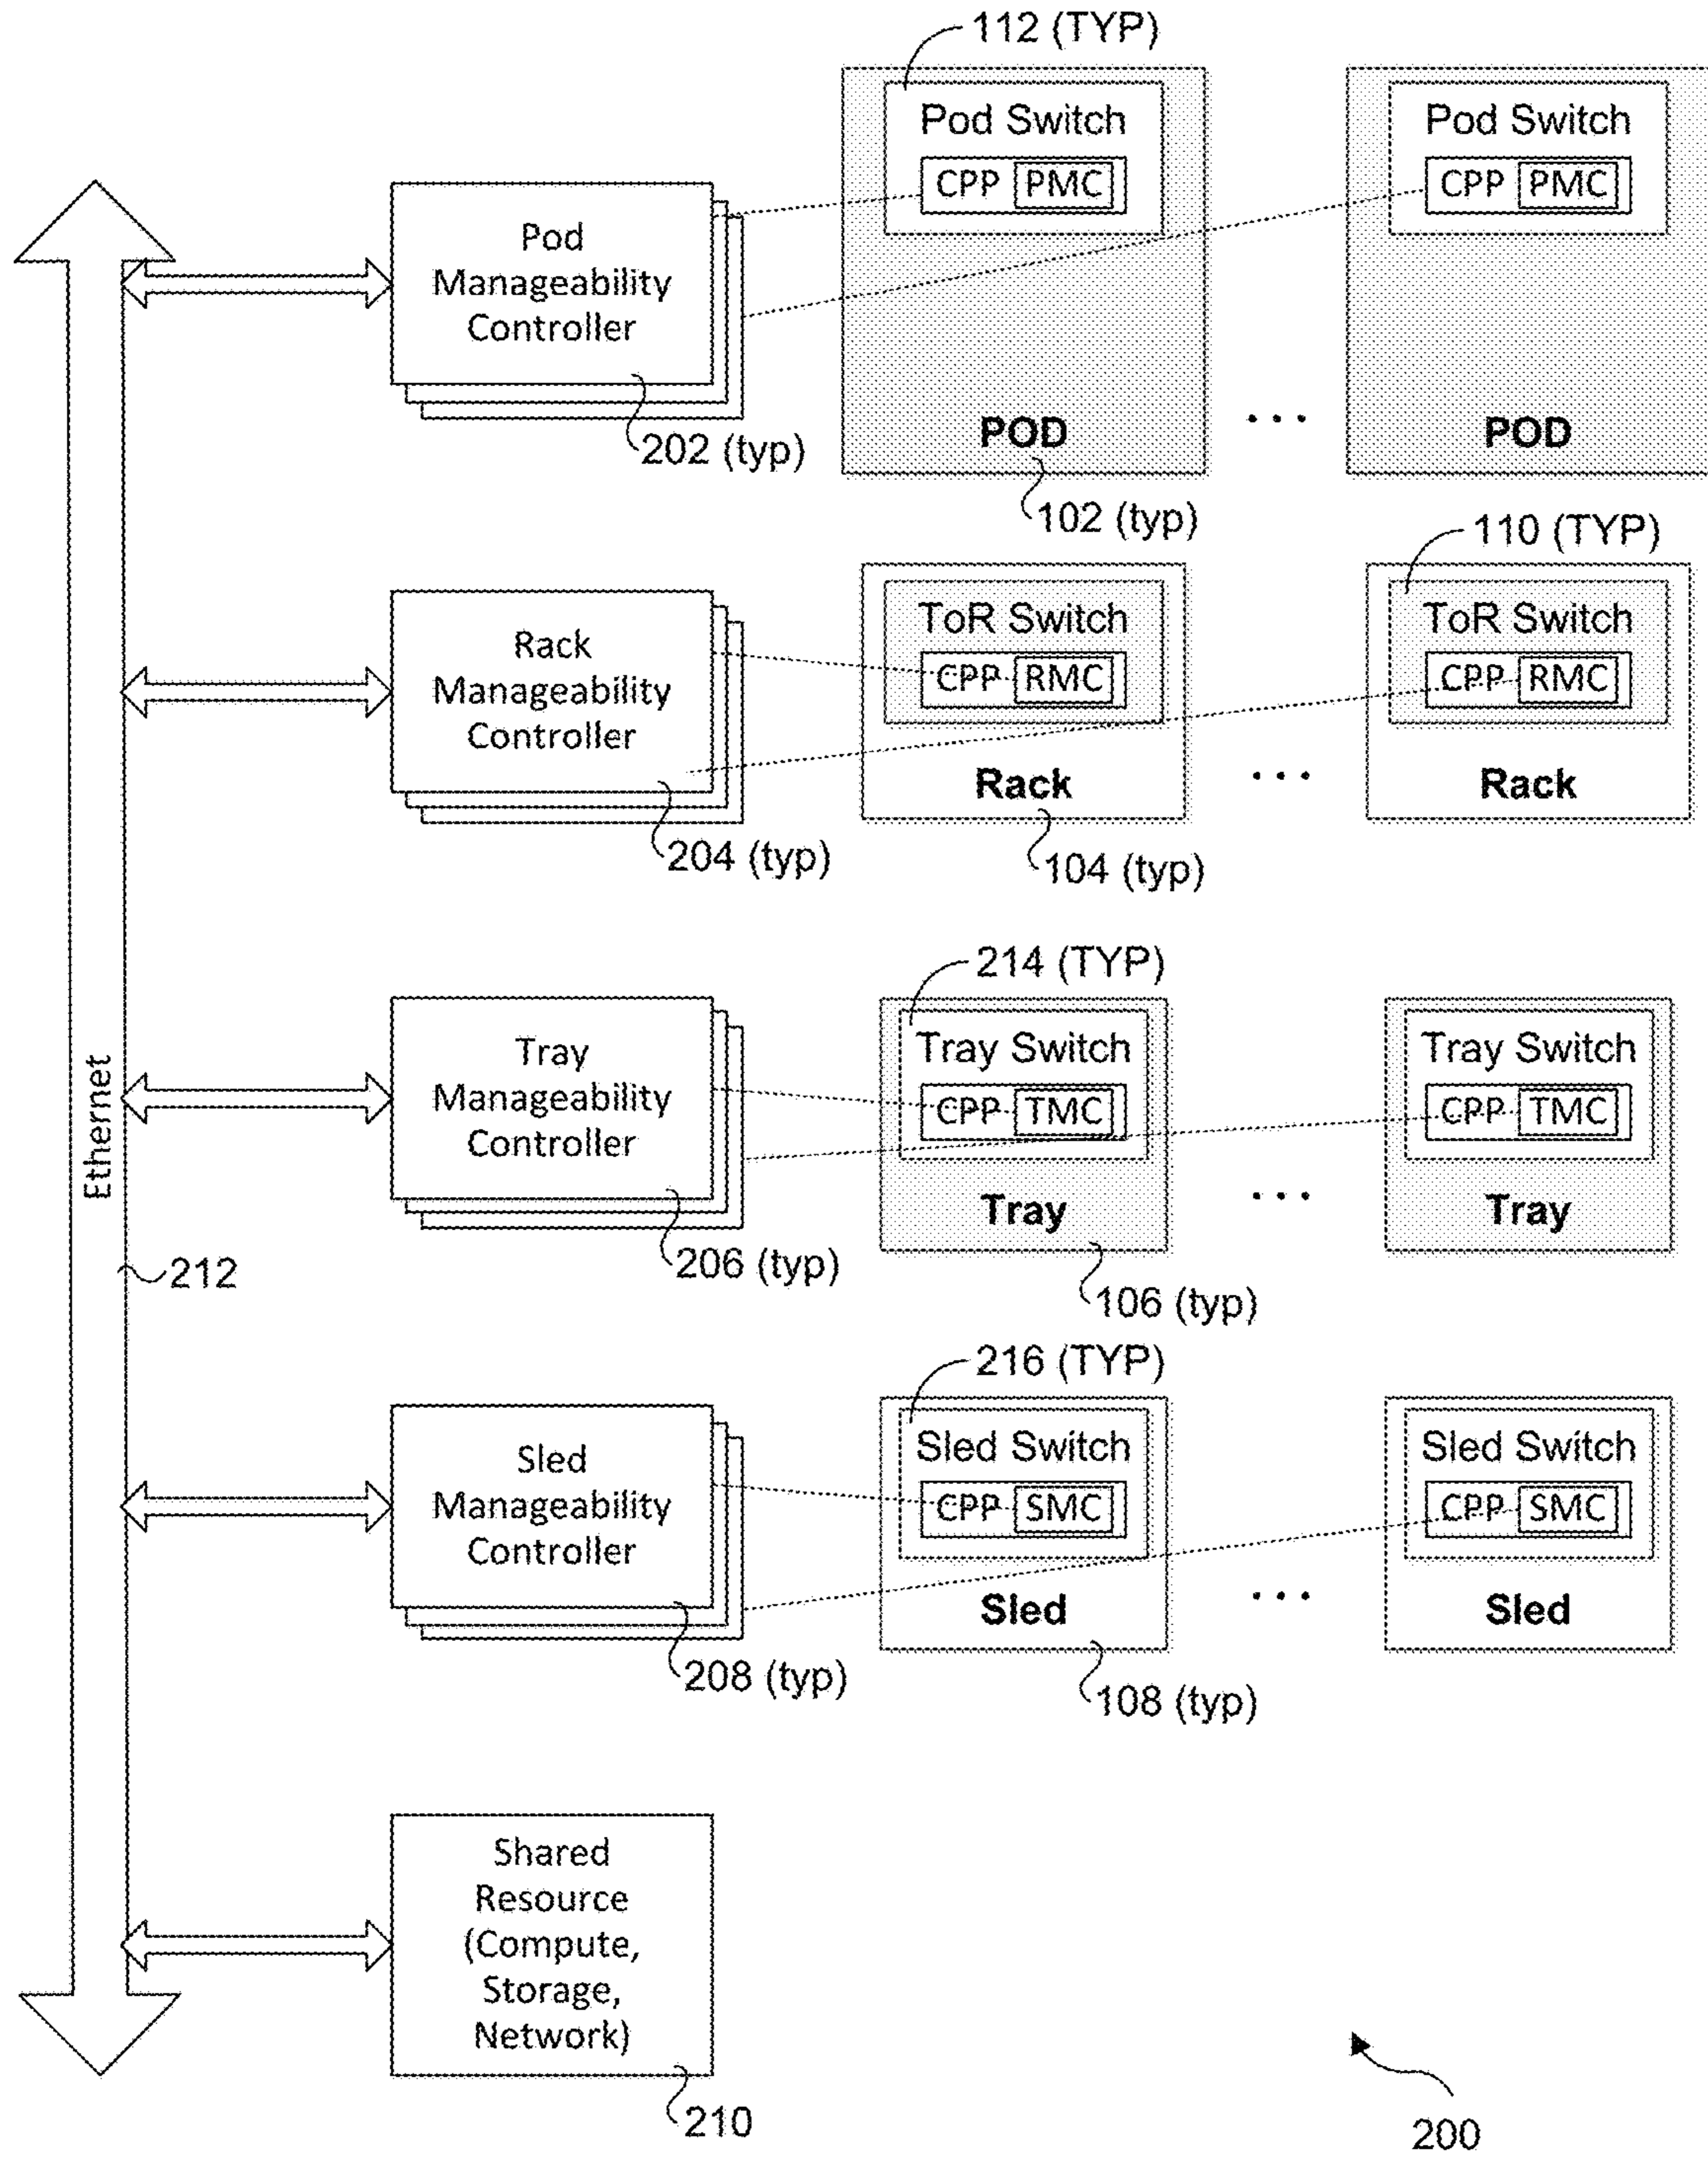 112 (TYP)
Pod Switch
CPP PMC
Pod Switch
CPP PMC
Pod
Manageability
Controller
202 (typ)
POD
...
POD
102 (typ)
110 (TYP)
Rack
Manageability
Controller
204 (typ)
ToR Switch
CPP RMC
Rack
104 (typ)
...
ToR Switch
CPP RMC
Rack
Ethernet
212
214 (TYP)
Tray
Manageability
Controller
206 (typ)
Tray Switch
CPP TMC
Tray
106 (typ)
...
Tray Switch
CPP TMC
Tray
216 (TYP)
Sled
Manageability
Controller
208 (typ)
Sled Switch
CPP SMC
Sled
108 (typ)
...
Sled Switch
CPP SMC
Sled
Shared
Resource
(Compute,
Storage,
Network)
210
200